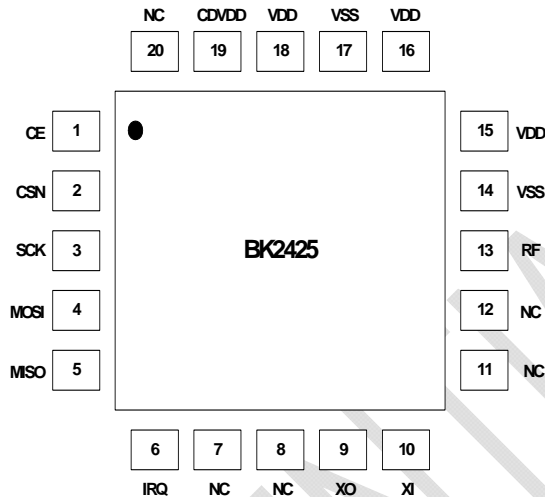 NC CDVDD VDD VSS VDD
20 19 18 17 16
CE 1 15 VDD
CSN 2 14 VSS
SCK 3 BK2425 13 RF
MOSI 4 12 NC
MISO 5 11 NC
6 7 8 9 10
IRQ NC NC XO XI